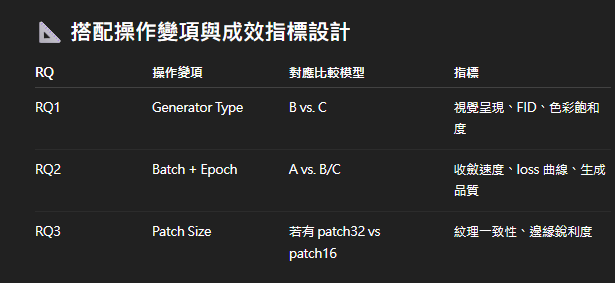 搭配操作變項與成效指標設計
RQ 操作變項 對應比較模型 指標
RQ1 Generator Type B vs. C 視覺呈現、FID、色彩飽和
度
RQ2 Batch + Epoch A vs. B/C 收斂速度、loss 曲線、生成
品質
RQ3 Patch Size 若有 patch32 vs 紋理一致性、邊緣銳利度
patch16